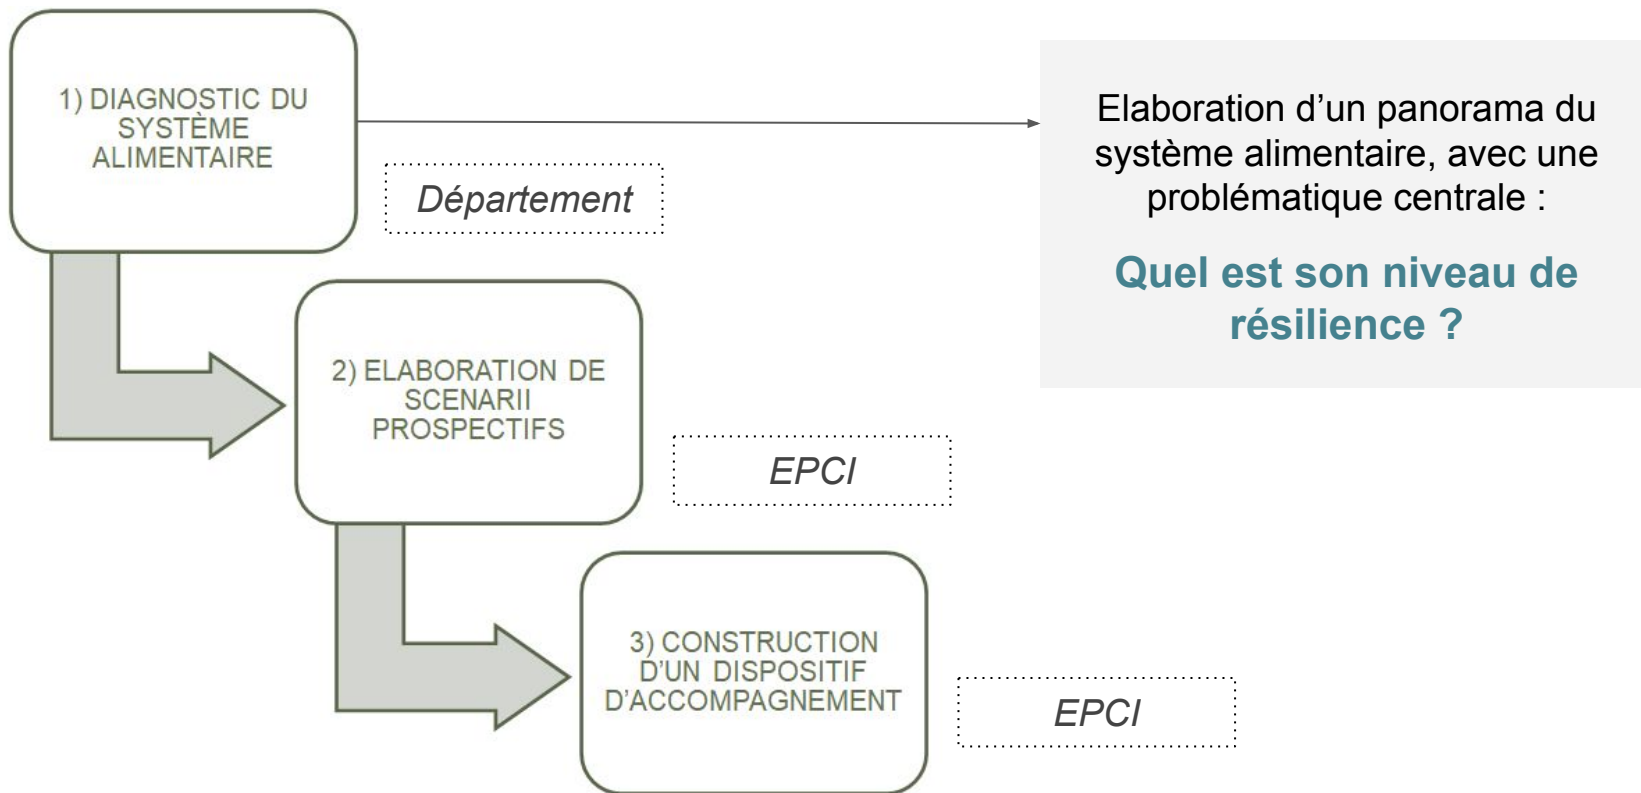 1) DIAGNOSTIC DU
SYSTÈME
ALIMENTAIRE
Département
Elaboration d’un panorama du
système alimentaire, avec une
problématique centrale :
Quel est son niveau de
résilience ?
2) ELABORATION DE
SCENARII
PROSPECTIFS
EPCI
3) CONSTRUCTION
D'UN DISPOSITIF
D'ACCOMPAGNEMENT
EPCI